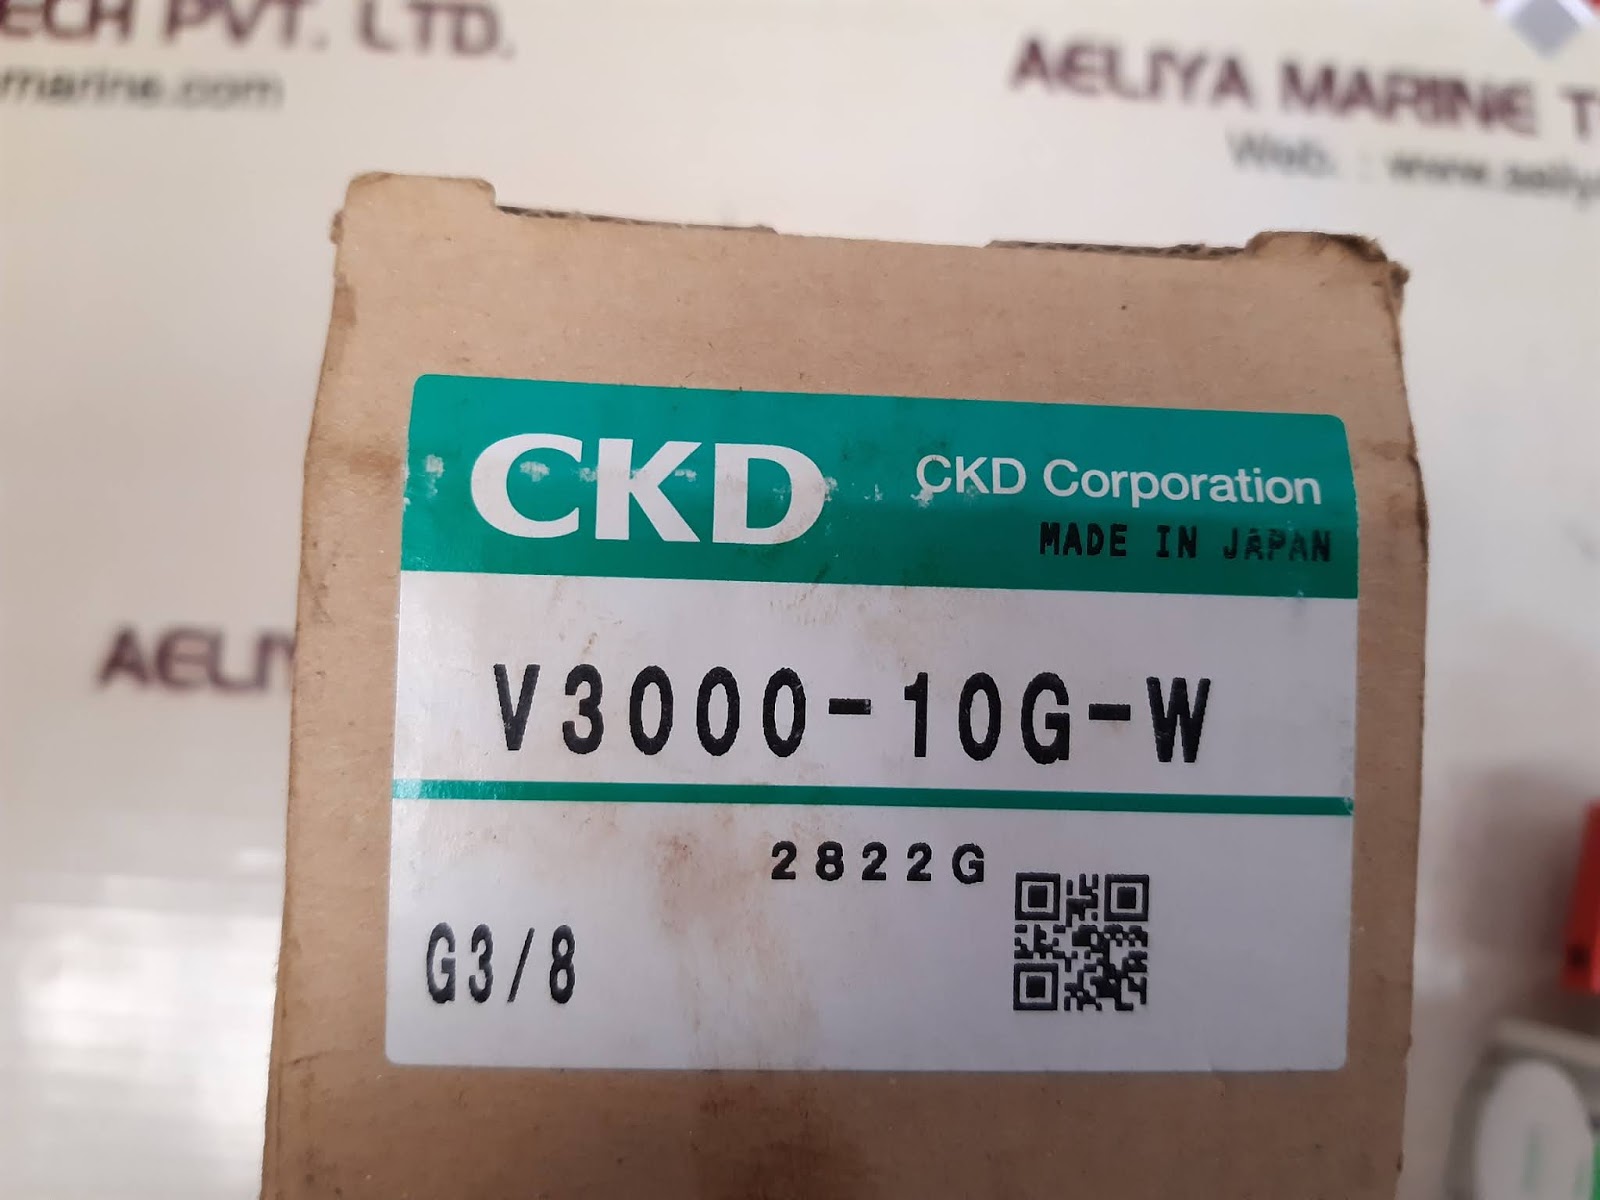 ECH PVT. LTD.
marine.com
AELIYA MARINE T
Web. : www.aeliy
CKD
CKD Corporation
MADE IN JAPAN
AELIY
V3000-10G-W
2822G
G3/8